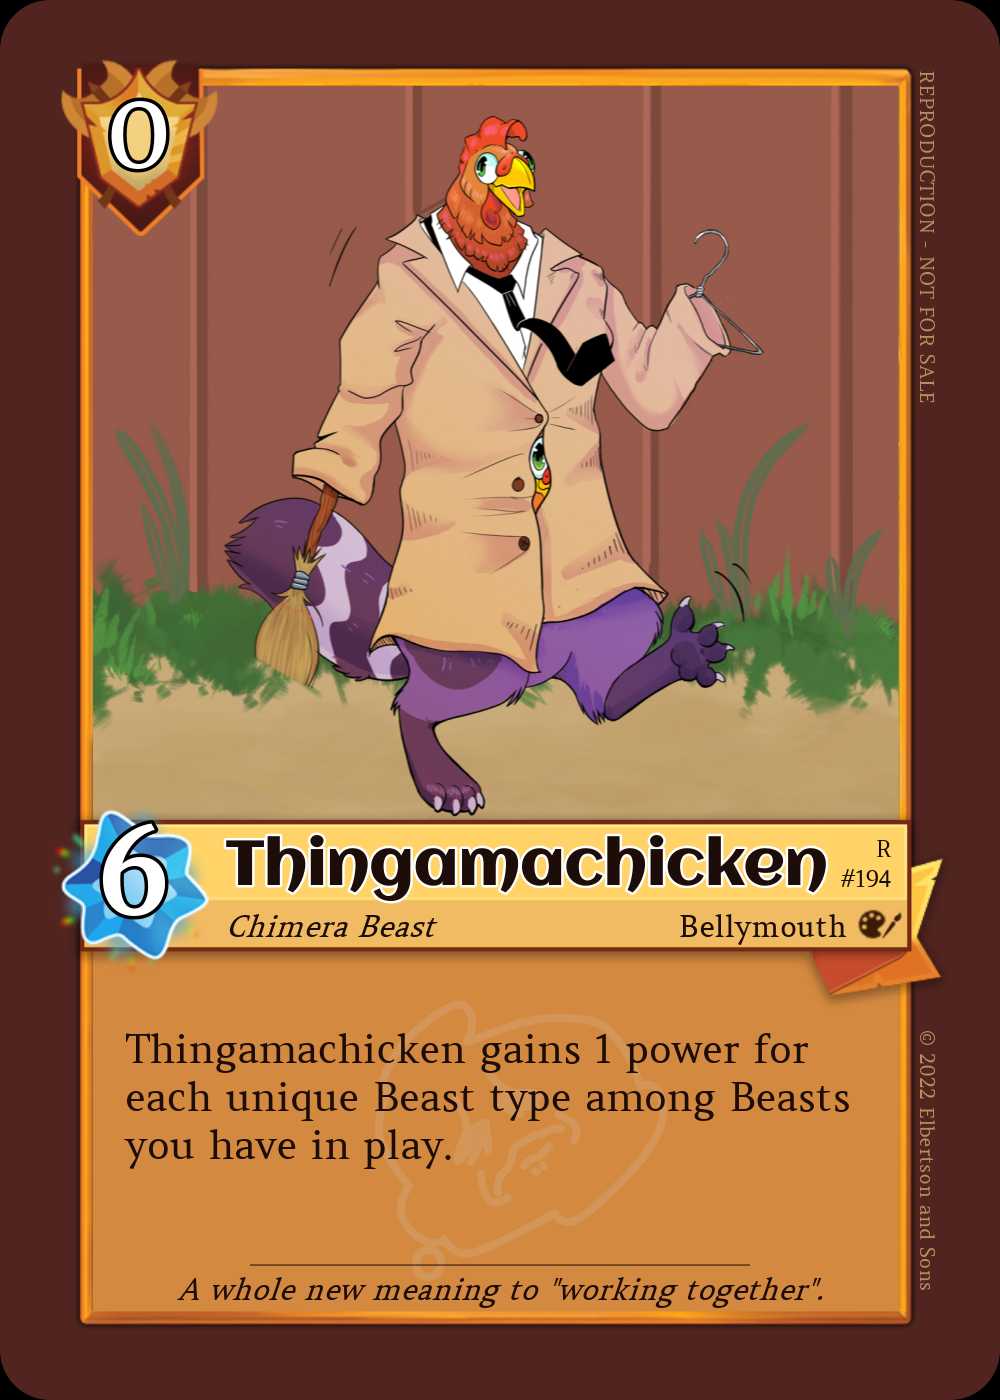 0
REPRODUCTION - NOT FOR SALE
6
Thingamachicken
R
#194
Chimera Beast
Bellymouth
Thingamachicken gains 1 power for
each unique Beast type among Beasts
you have in play.
A whole new meaning to "working together".
© 2022 Elbertson and Sons